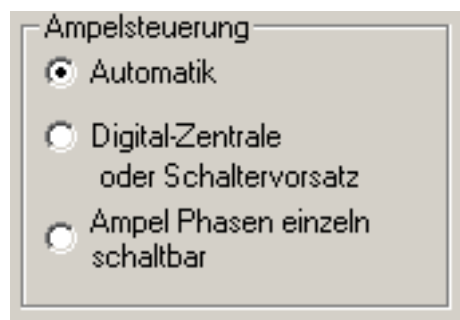 Ampelsteuerung
Automatik
Digital-Zentrale
oder Schaltervorsatz
Ampel Phasen einzeln
schaltbar